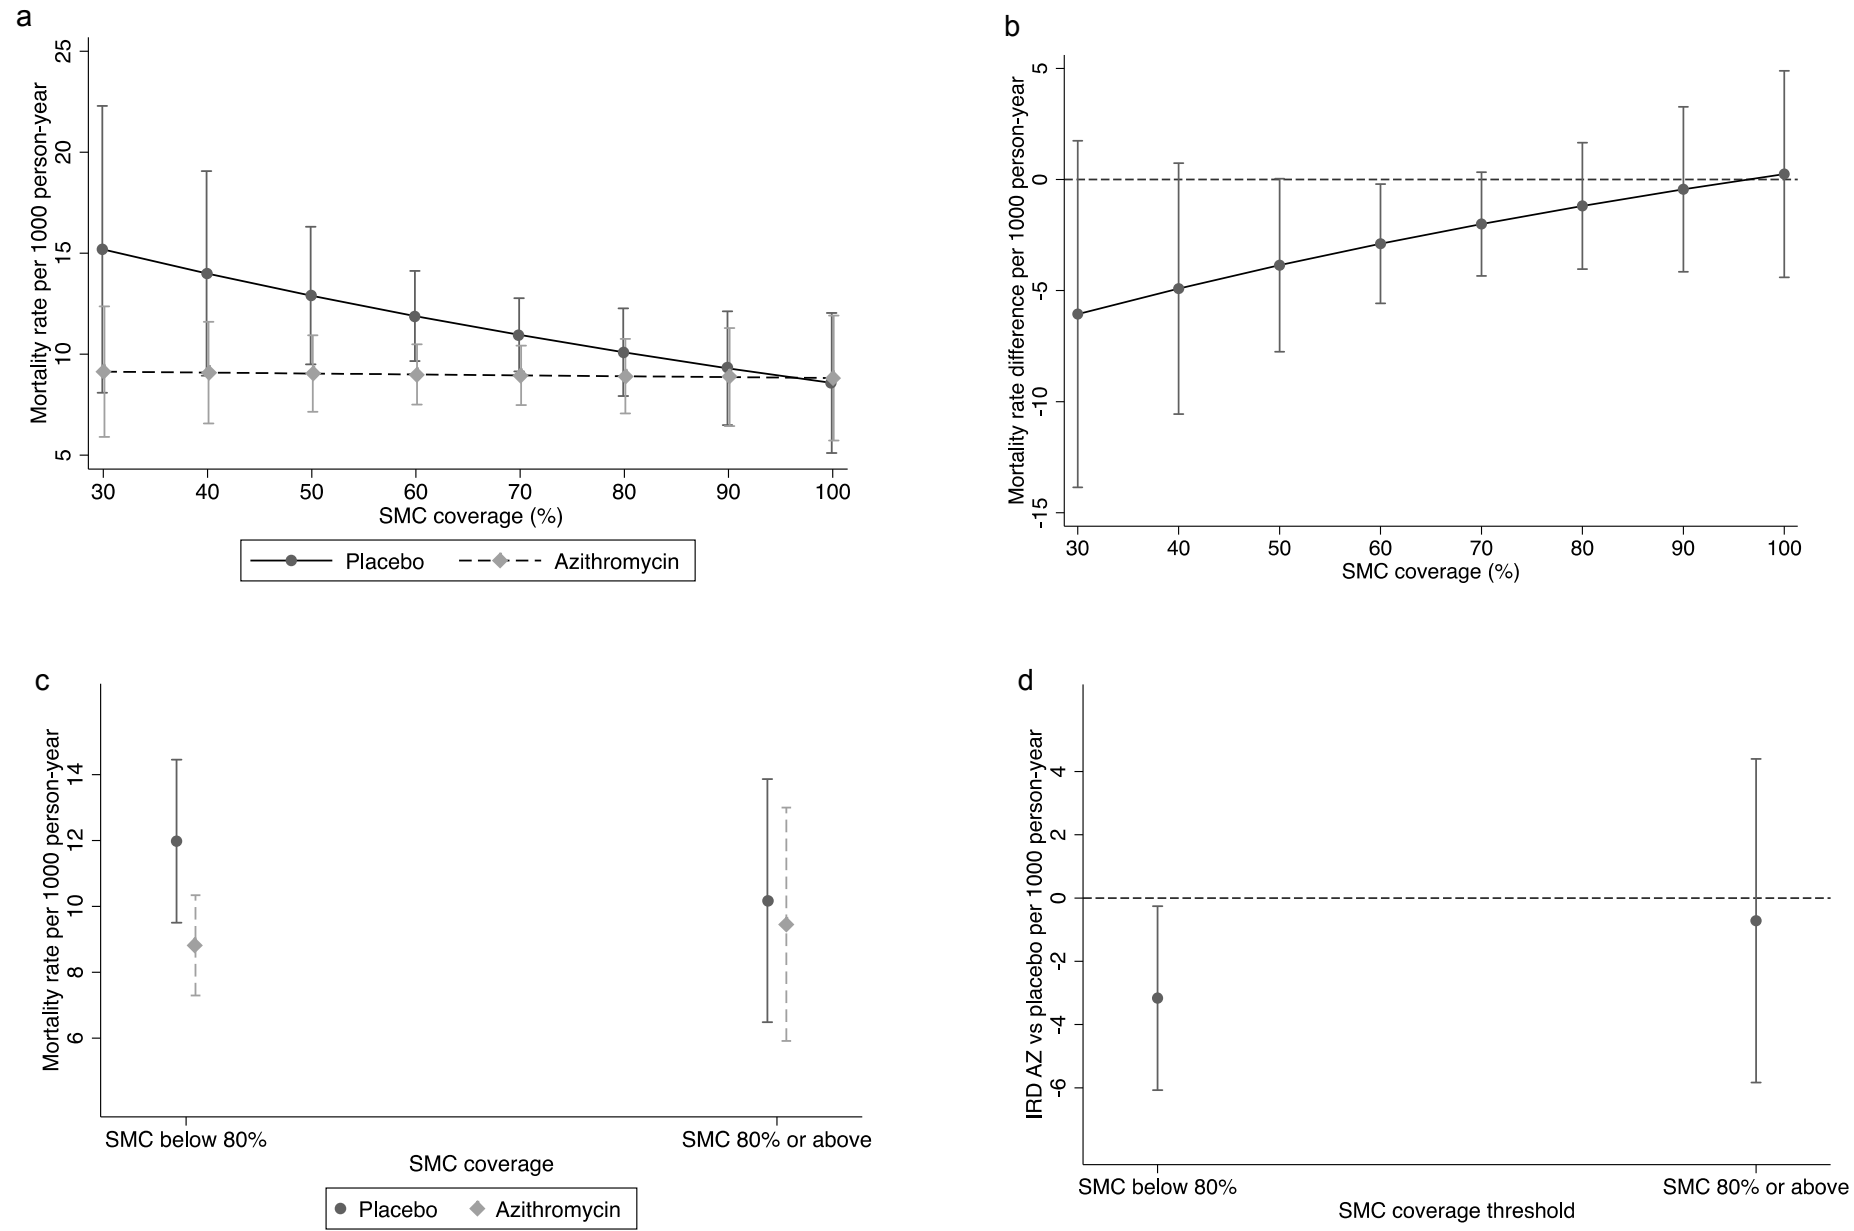 a
Mortality rate per 1000 person-year
25
20
15
10
5
30 40 50 60 70 80 90 100
SMC coverage (%)
Placebo Azithromycin
b
Mortality rate difference per 1000 person-year
5
0
-5
-10
-15
30 40 50 60 70 80 90 100
SMC coverage (%)
c
Mortality rate per 1000 person-year
14
12
10
8
6
SMC below 80% SMC 80% or above
SMC coverage
Placebo Azithromycin
d
IRD AZ vs placebo per 1000 person-year
4
2
0
-2
-4
-6
SMC below 80% SMC 80% or above
SMC coverage threshold